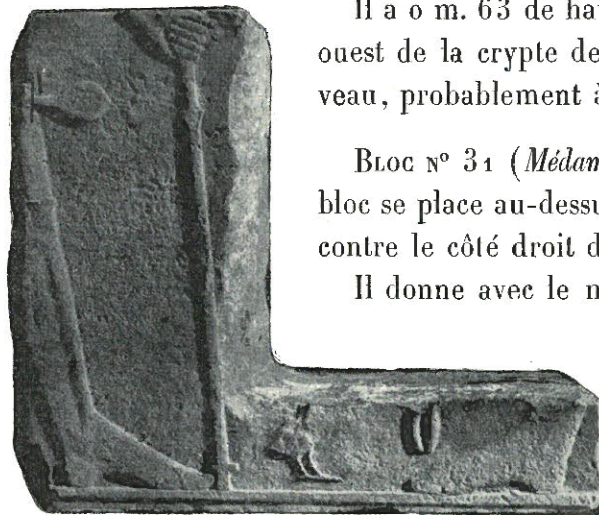 Il a 0 m. 63 de
ouest de la crypte de
veau, probablement à
BLOC N° 31 (Médam
bloc se place au-dessu
contre le côté droit d
Il donne avec le